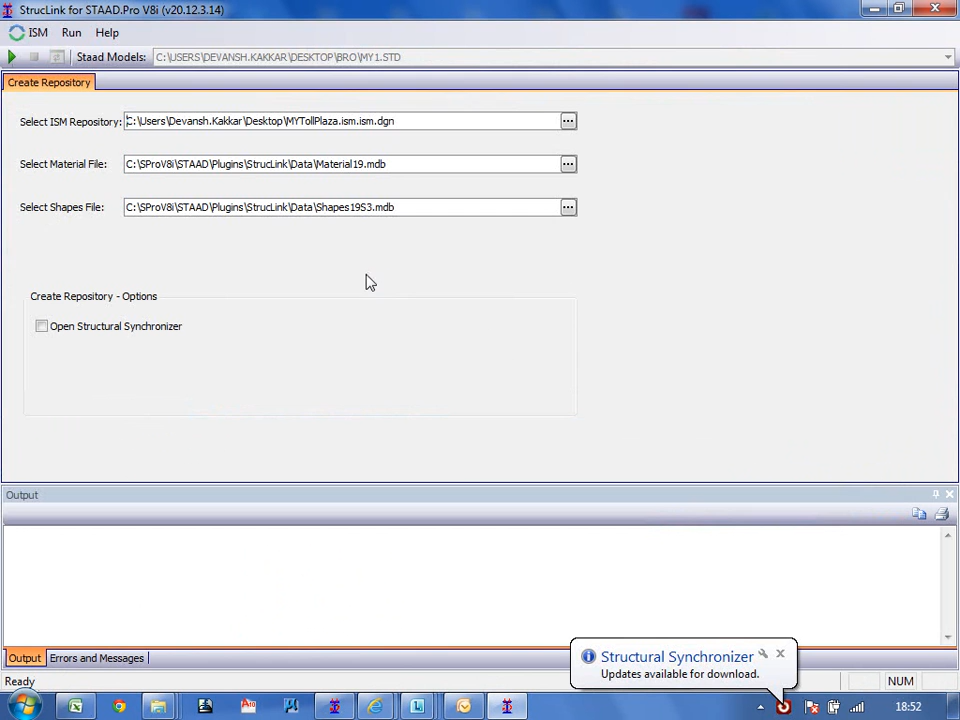 StrucLink for STAAD.Pro V8i (v20.12.3.14)
ISM Run Help
Staad Models: C:\USERS\DEVANSH.KAKKAR\DESKTOP\BRO\MY1.STD
Create Repository
Select ISM Repository: C:\Users\Devansh.Kakkar\Desktop\MYTollPlaza.ism.ism.dgn
Select Material File: C:\SProV8i\STAAD\Plugins\StrucLink\Data\Material19.mdb
Select Shapes File: C:\SProV8i\STAAD\Plugins\StrucLink\Data\Shapes19S3.mdb
Create Repository - Options
Open Structural Synchronizer
Output
Output Errors and Messages
Structural Synchronizer
Updates available for download.
Ready NUM
18:52